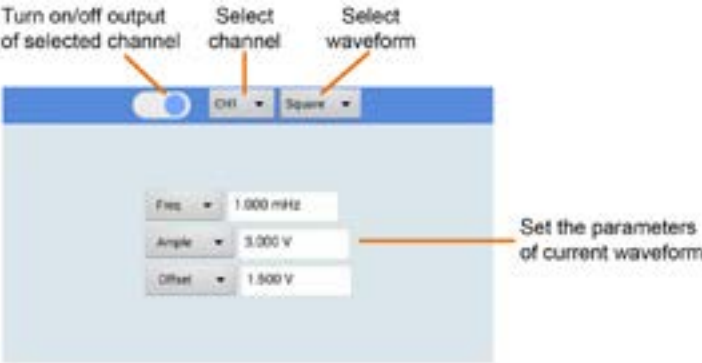 Turn on/off output
of selected channel
Select
channel
Select
waveform
CH1
Square
Freq
1.000 mHz
Ample
3.000 V
Offset
1.500 V
Set the parameters
of current waveform